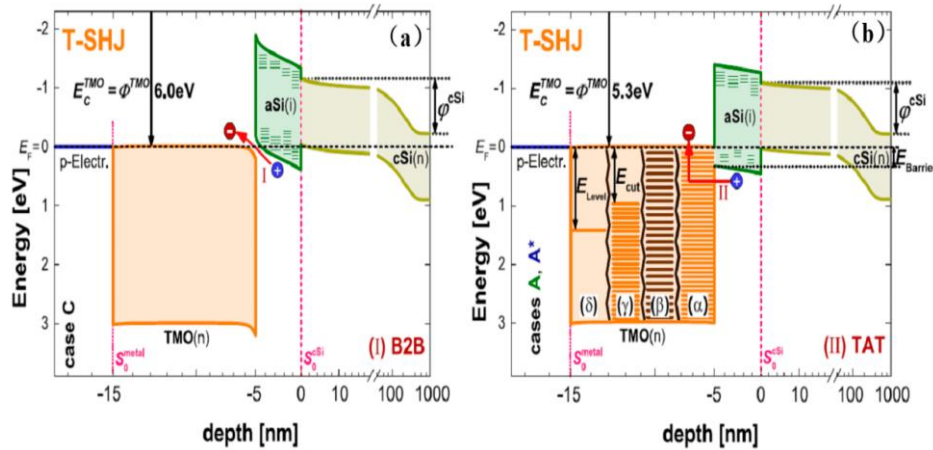 T-SHJ
(a)
E_C^TMO = Φ^TMO 6.0eV
aSi(i)
φ^cSi
E_F = 0
p-Electr.
I
cSi(n)
Energy [eV]
-2
-1
1
2
3
case C
TMO(n)
S_0^metal
S_0^cSi
(I) B2B
-15
-5
0
10
100
1000
depth [nm]
T-SHJ
(b)
E_C^TMO = Φ^TMO 5.3eV
aSi(i)
φ^cSi
E_F = 0
p-Electr.
cSi(n)
E_Barrier
E_Level
E_cut
II
Energy [eV]
-2
-1
1
2
3
cases A, A*
(δ)
(γ)
(β)
(α)
TMO(n)
S_0^metal
S_0^cSi
(II) TAT
-15
-5
0
10
100
1000
depth [nm]